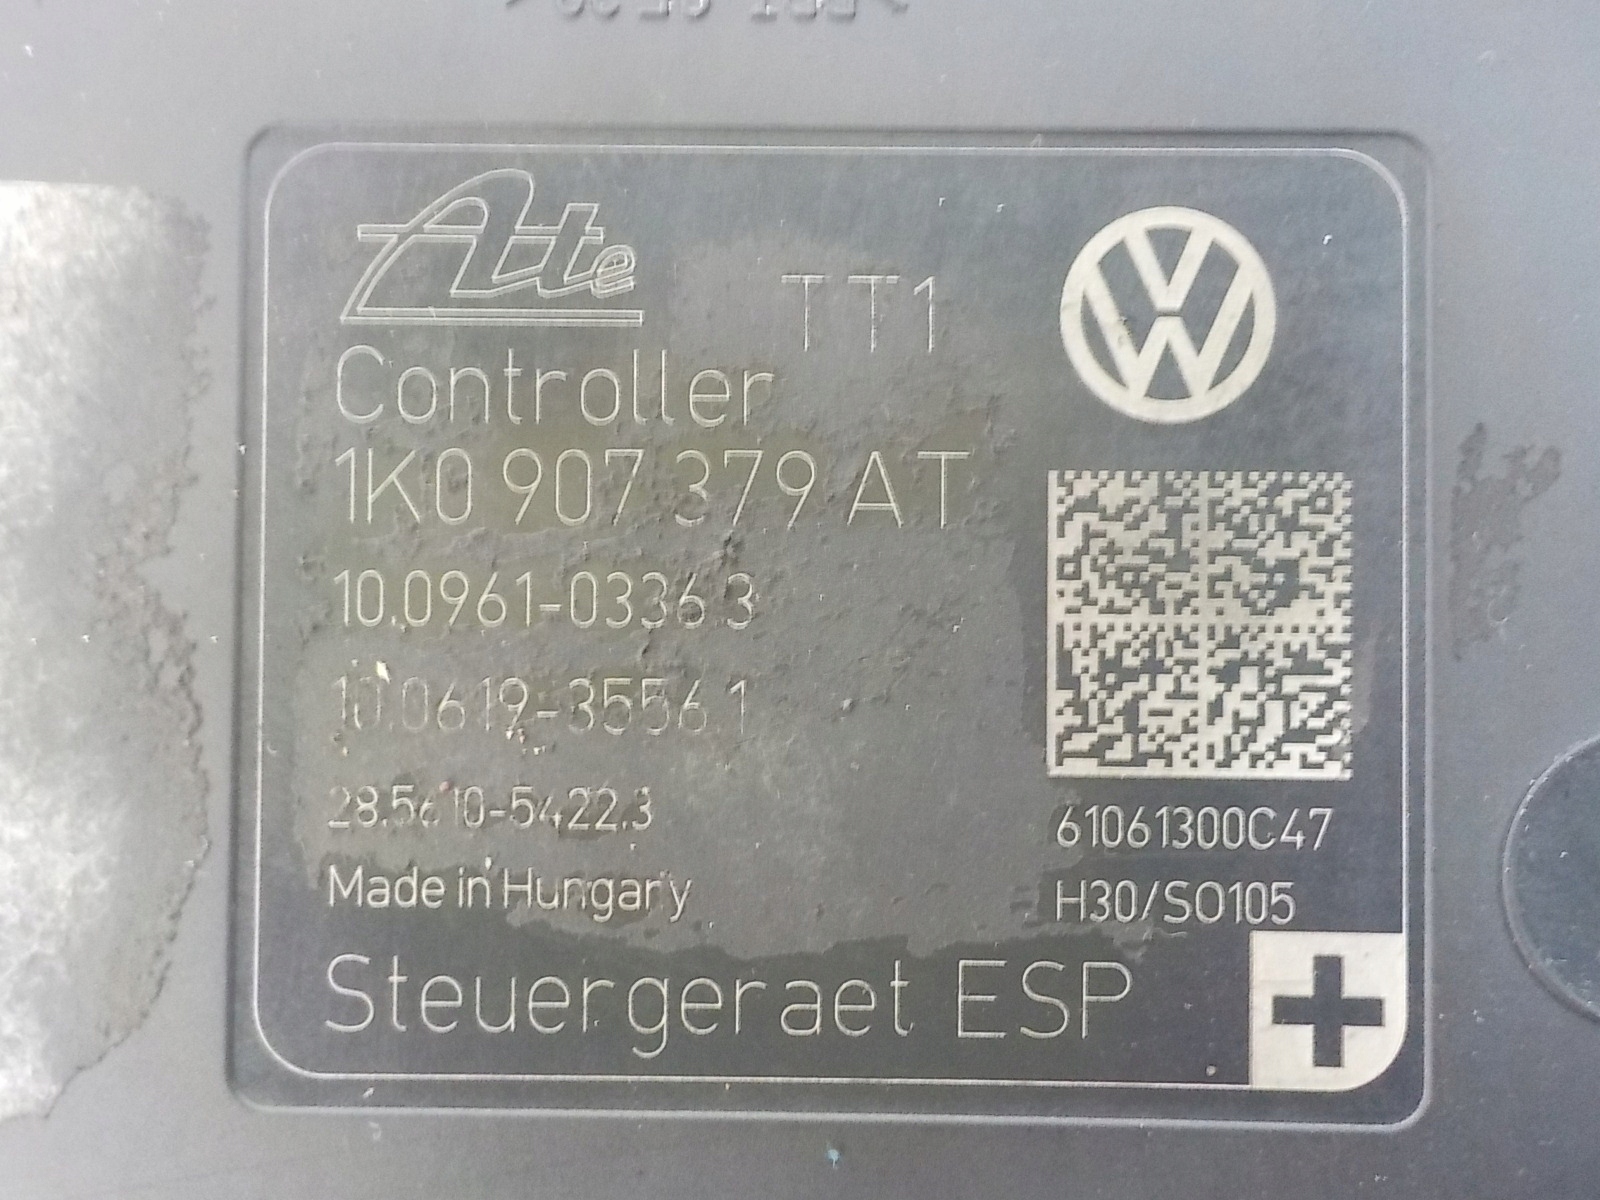 Ate
TT1
Controller
1K0 907 379 AT
10.0961-0336.3
10.0619-3556.1
28.5610-5422.3
Made in Hungary
61061300C47
H30/SO105
Steuergeraet ESP